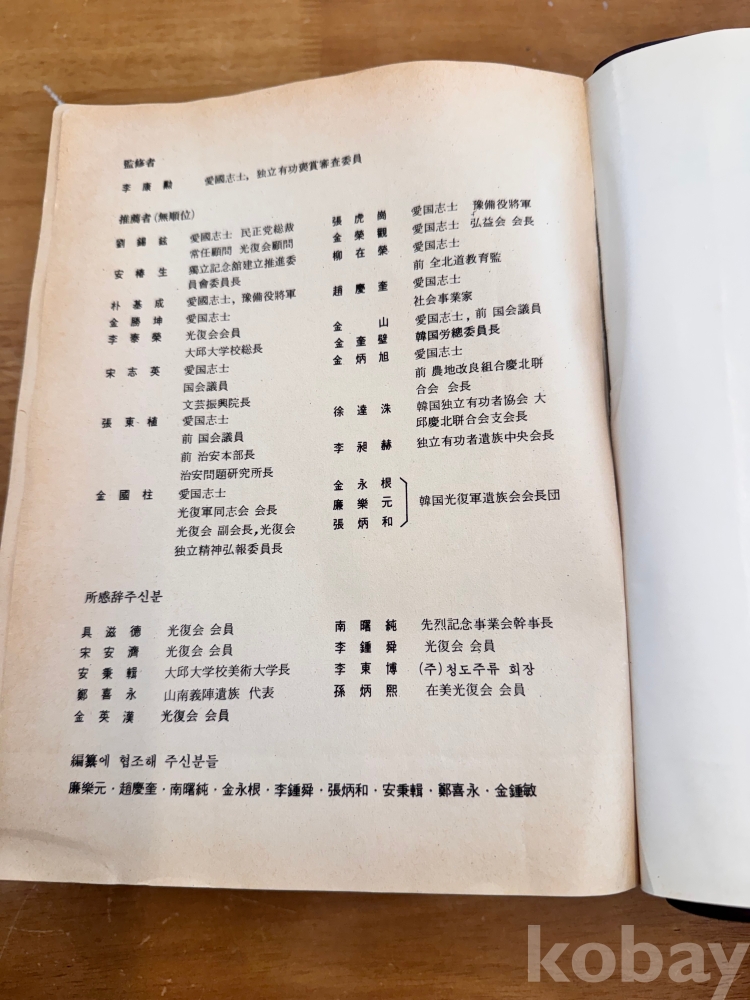 監修者
李康勳 愛國志士, 独立有功褒賞審査委員
推薦者(無順位)
劉錫鉉 愛國志士 民正党総裁
常任顧問 光復会顧問
安椿生 獨立記念館建立推進委
員會委員長
朴基成 愛國志士, 豫備役將軍
金勝坤 愛国志士
李泰榮 光復会会員
大邱大学校総長
宋志英 愛国志士
国会議員
文芸振興院長
張東植 愛国志士
前 国会議員
前 治安本部長
治安問題研究所長
金國柱 愛国志士
光復軍同志会 会長
光復会 副会長, 光復会
独立精神弘報委員長
張虎崗 愛国志士 豫備役將軍
金榮觀 愛国志士 弘益会 会長
柳在榮 愛国志士
前 全北道教育監
趙慶奎 愛国志士
社会事業家
金山 愛国志士, 前 国会議員
金奎壁 韓国労總委員長
金炳旭 愛国志士
前 農地改良組合慶北聨
合会 会長
徐達洙 韓国独立有功者協会 大
邱慶北聨合会支会長
李昶赫 独立有功者遺族中央会長
金永根
廉樂元 韓国光復軍遺族会会長団
張炳和
所感辞주신분
具滋德 光復会 会員
宋安濟 光復会 会員
安秉輯 大邱大学校美術大学長
鄭喜永 山南義陣遺族 代表
金英漢 光復会 会員
南曙純 先烈記念事業会幹事長
李鍾舜 光復会 会員
李東博 (주)청도주류 회장
孫炳熙 在美光復会 会員
編纂에 협조해 주신분들
廉樂元·趙慶奎·南曙純·金永根·李鍾舜·張炳和·安秉輯·鄭喜永·金鍾敏
kobay